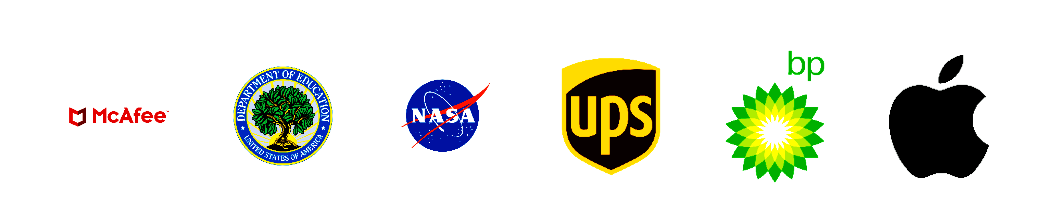 McAfee
DEPARTMENT OF EDUCATION
UNITED STATES OF AMERICA
NASA
ups
bp